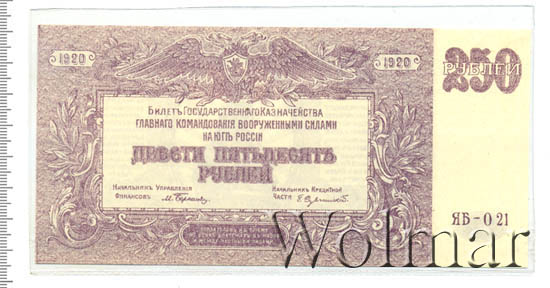 1920 1920 250
РУБЛЕЙ
БИЛЕТЪ ГОСУДАРСТВЕННАГО КАЗНАЧЕЙСТВА
ГЛАВНАГО КОМАНДОВАНІЯ ВООРУЖЕННЫМИ СИЛАМИ
НА ЮГѢ РОССІИ
ДВѢСТИ ПЯТЬДЕСЯТЪ
РУБЛЕЙ
НАЧАЛЬНИКЪ УПРАВЛЕНІЯ НАЧАЛЬНИКЪ КРЕДИТНОЙ
ФИНАНСОВЪ ЧАСТИ
ЯБ-021
Wolmar